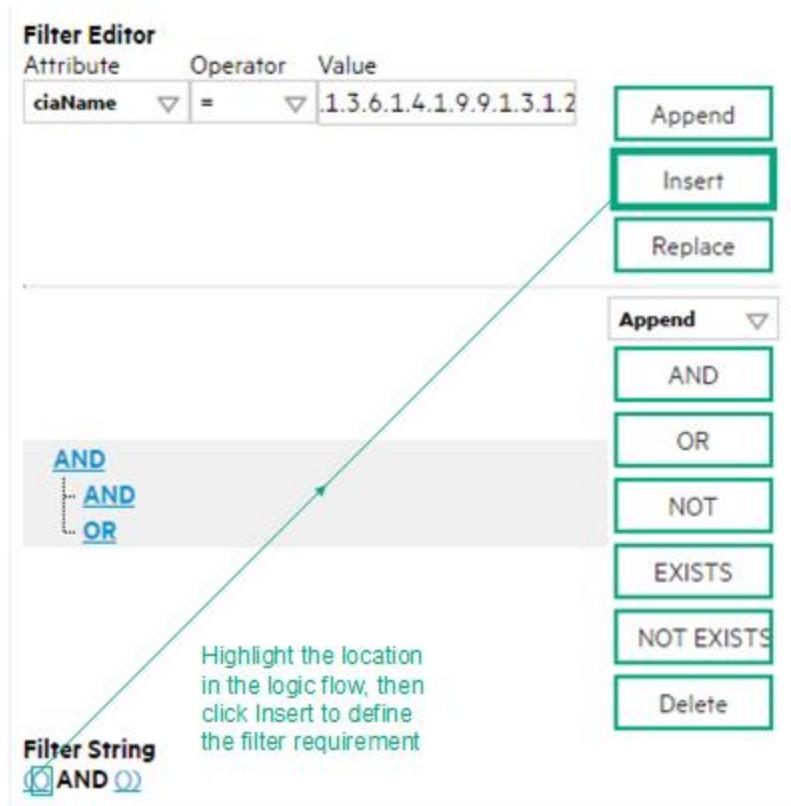 Filter Editor
Attribute Operator Value
ciaName = .1.3.6.1.4.1.9.9.1.3.1.2
Append
Insert
Replace
Append
AND
OR
NOT
EXISTS
NOT EXISTS
Delete
AND
AND
OR
Highlight the location
in the logic flow, then
click Insert to define
the filter requirement
Filter String
(() AND ())